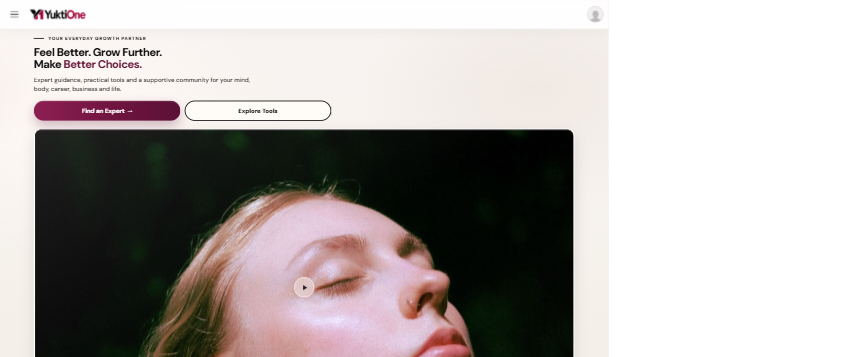 YuktiOne
YOUR EVERYDAY GROWTH PARTNER
Feel Better. Grow Further.
Make Better Choices.
Expert guidance, practical tools and a supportive community for your mind,
body, career, business and life.
Find an Expert →
Explore Tools